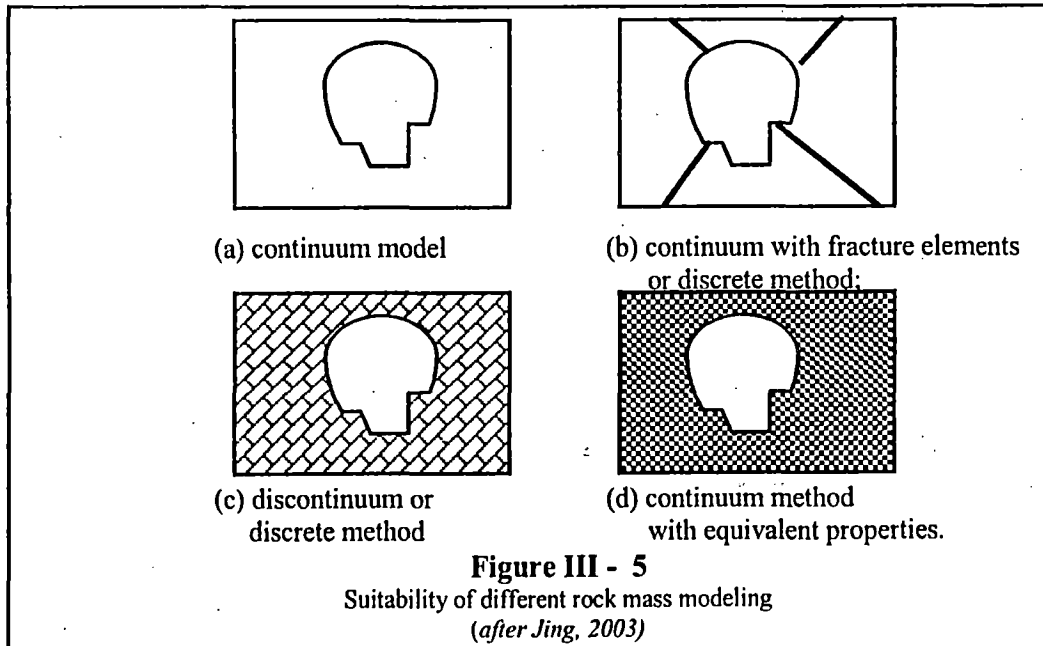 (a) continuum model
(b) continuum with fracture elements
or discrete method;
(c) discontinuum or
discrete method
(d) continuum method
with equivalent properties.
Figure III - 5
Suitability of different rock mass modeling
(after Jing, 2003)